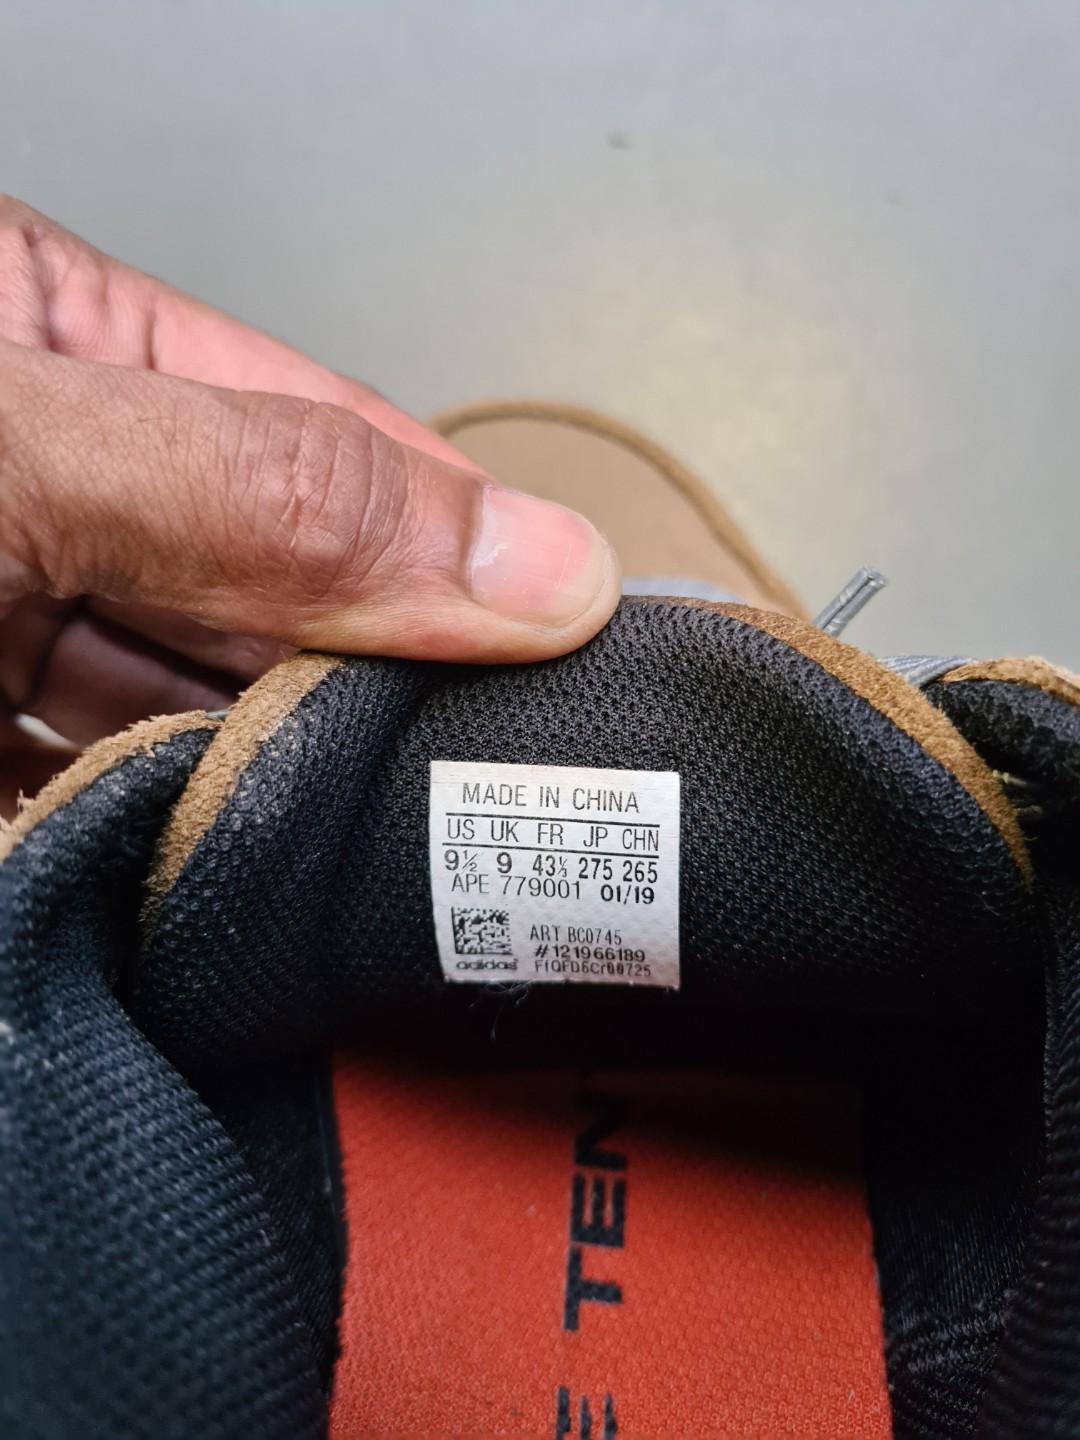 MADE IN CHINA
US UK FR JP CHN
9½ 9 43⅓ 275 265
APE 779001 01/19
ART BC0745
#121966189
adidas
TEN